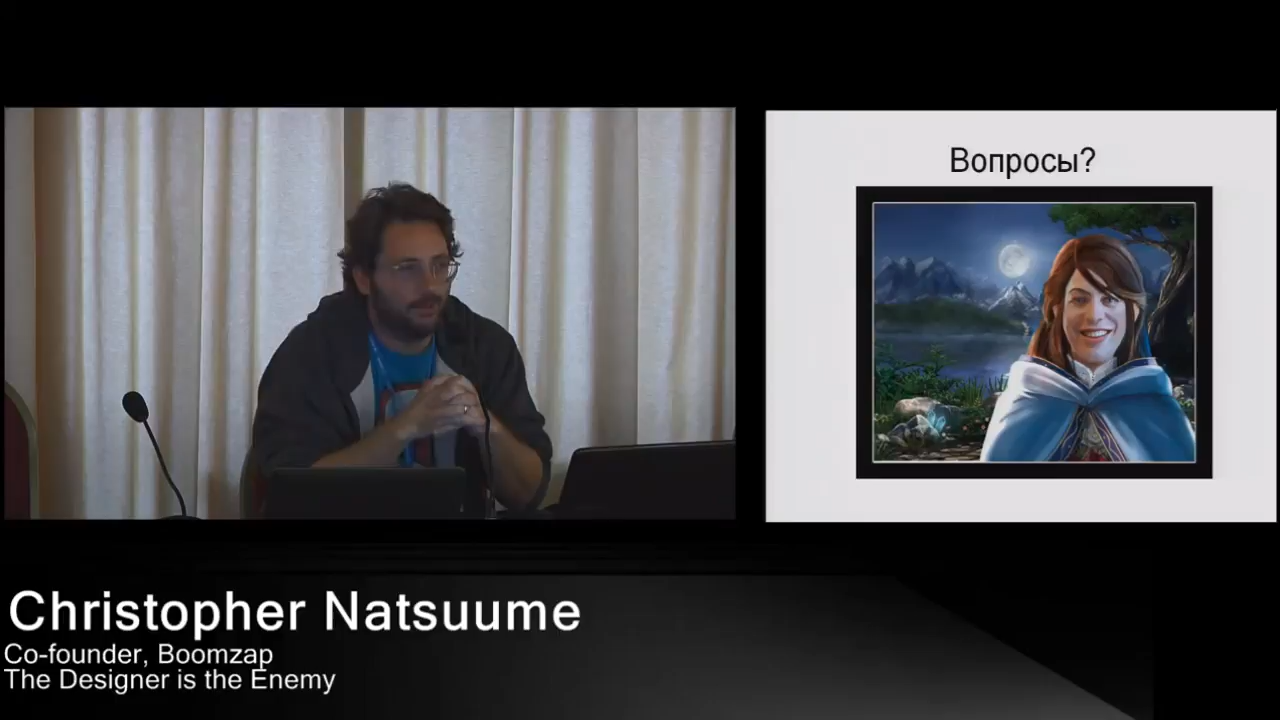 Вопросы?
Christopher Natsuume
Co-founder, Boomzap
The Designer is the Enemy